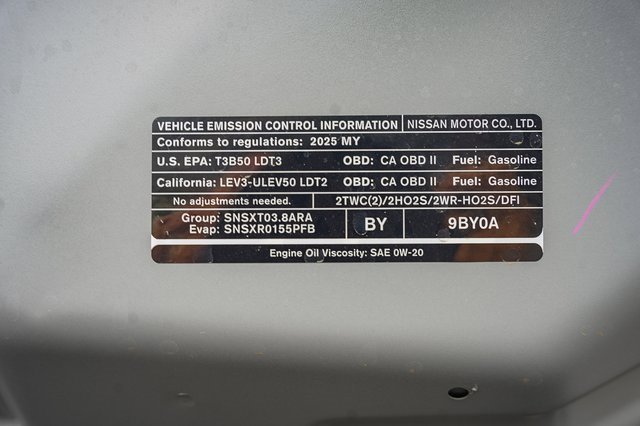 VEHICLE EMISSION CONTROL INFORMATION NISSAN MOTOR CO., LTD.
Conforms to regulations: 2025 MY
U.S. EPA: T3B50 LDT3 OBD: CA OBD II Fuel: Gasoline
California: LEV3-ULEV50 LDT2 OBD: CA OBD II Fuel: Gasoline
No adjustments needed. 2TWC(2)/2HO2S/2WR-HO2S/DFI
Group: SNSXT03.8ARA
Evap: SNSXR0155PFB
BY 9BY0A
Engine Oil Viscosity: SAE 0W-20